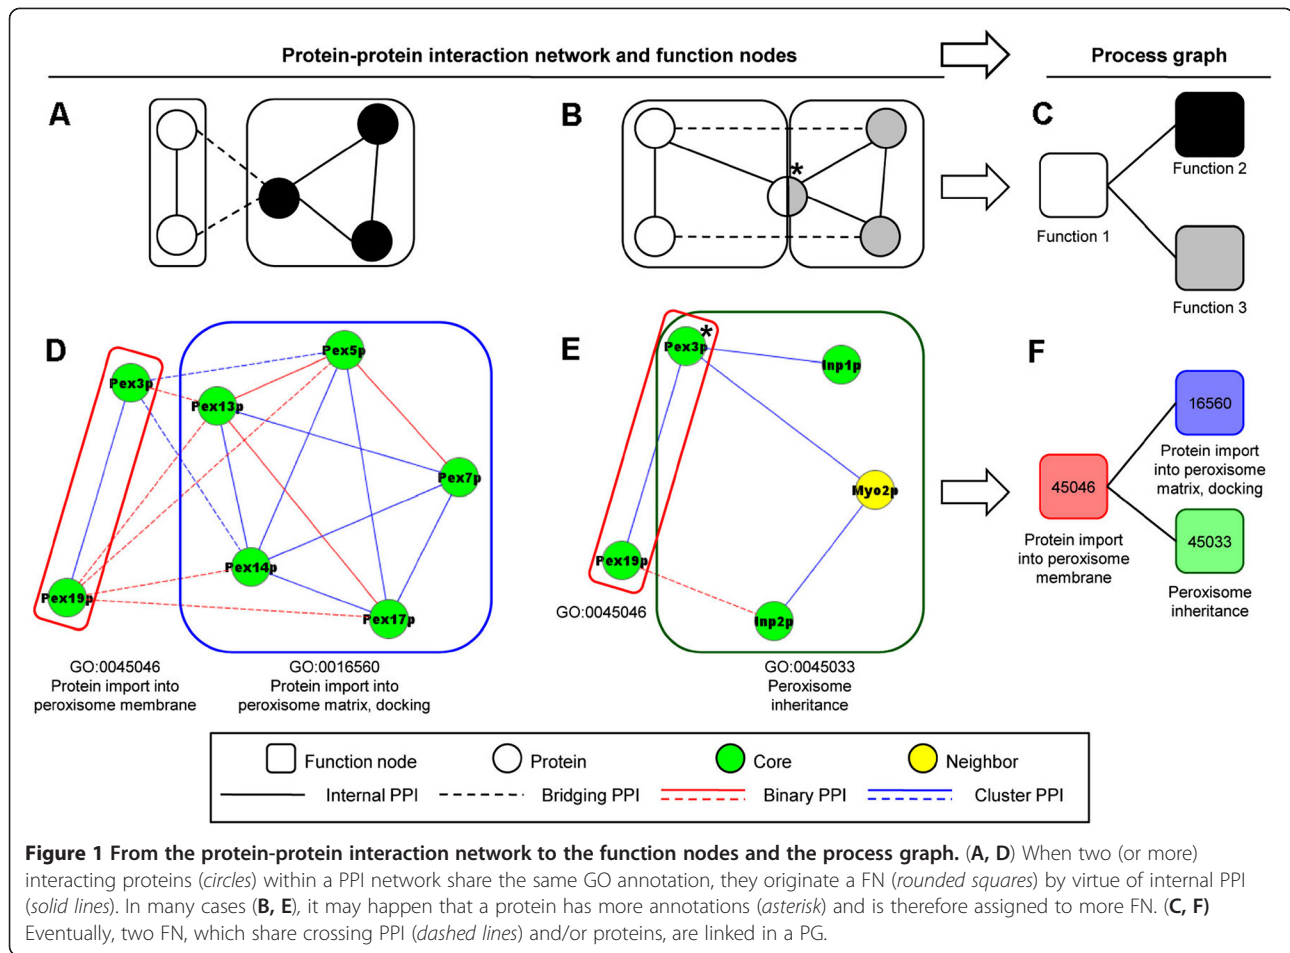 Protein-protein interaction network and function nodes
Process graph
A
B
C
*
Function 1
Function 2
Function 3
D
Pex3p
Pex5p
Pex13p
Pex7p
Pex14p
Pex19p
Pex17p
GO:0045046
Protein import into
peroxisome membrane
GO:0016560
Protein import into
peroxisome matrix, docking
E
Pex3p
*
Inp1p
Myo2p
Pex19p
Inp2p
GO:0045046
GO:0045033
Peroxisome
inheritance
F
16560
Protein import
into peroxisome
matrix, docking
45046
Protein import
into peroxisome
membrane
45033
Peroxisome
inheritance
Function node
Protein
Core
Neighbor
Internal PPI
Bridging PPI
Binary PPI
Cluster PPI
Figure 1 From the protein-protein interaction network to the function nodes and the process graph. (A, D) When two (or more)
interacting proteins (circles) within a PPI network share the same GO annotation, they originate a FN (rounded squares) by virtue of internal PPI
(solid lines). In many cases (B, E), it may happen that a protein has more annotations (asterisk) and is therefore assigned to more FN. (C, F)
Eventually, two FN, which share crossing PPI (dashed lines) and/or proteins, are linked in a PG.